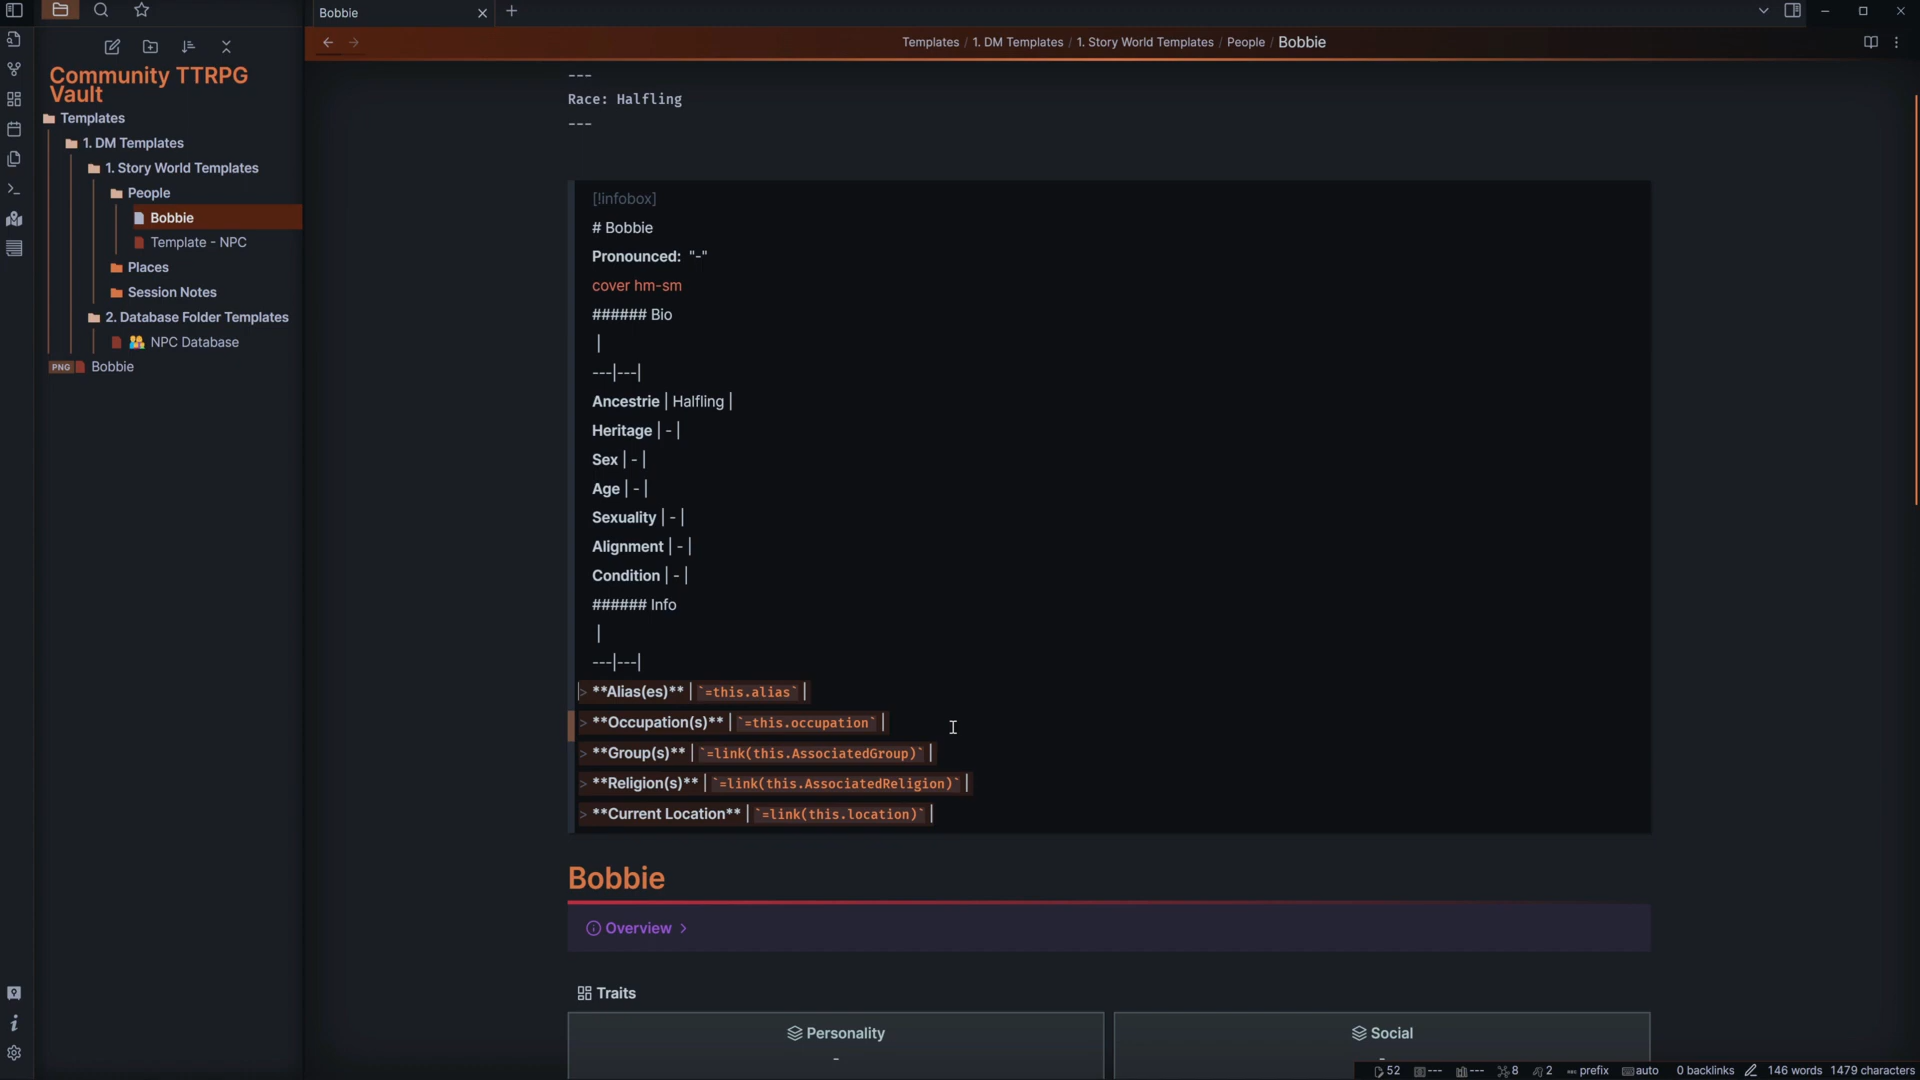 Bobbie
Templates / 1. DM Templates / 1. Story World Templates / People / Bobbie
Community TTRPG
Vault
Templates
1. DM Templates
1. Story World Templates
People
Bobbie
Template - NPC
Places
Session Notes
2. Database Folder Templates
NPC Database
PNG Bobbie
---
Race: Halfling
---
[!infobox]
# Bobbie
Pronounced: "-"
cover hm-sm
###### Bio
|
---|---|
Ancestrie | Halfling |
Heritage | - |
Sex | - |
Age | - |
Sexuality | - |
Alignment | - |
Condition | - |
###### Info
|
---|---|
> **Alias(es)** | `=this.alias` |
> **Occupation(s)** | `=this.occupation` |
> **Group(s)** | `=link(this.AssociatedGroup)` |
> **Religion(s)** | `=link(this.AssociatedReligion)` |
> **Current Location** | `=link(this.location)` |
Bobbie
Overview
Traits
Personality
-
Social
-
52 --- --- 8 2 prefix auto 0 backlinks 146 words 1479 characters